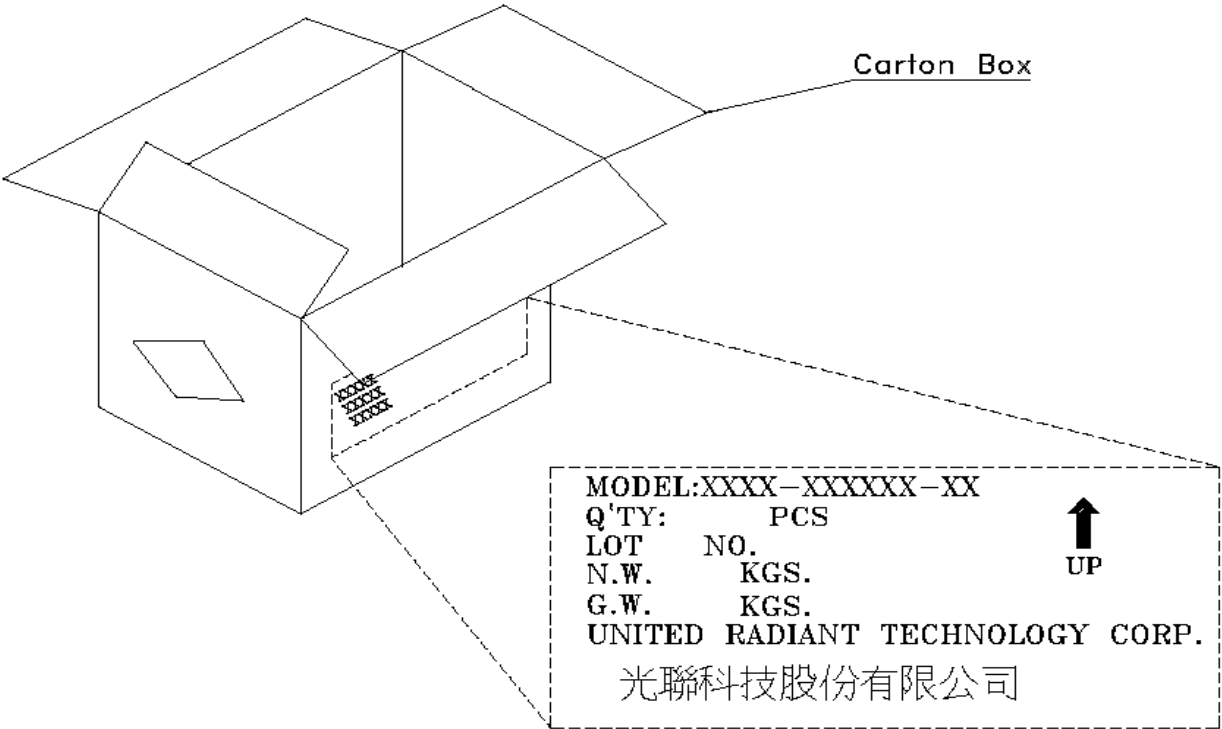 Carton Box
XXXXX
XXXXX
XXXXX
MODEL:XXXX-XXXXXX-XX
Q'TY: PCS
LOT NO.
N.W. KGS.
G.W. KGS.
UP
UNITED RADIANT TECHNOLOGY CORP.
光聯科技股份有限公司